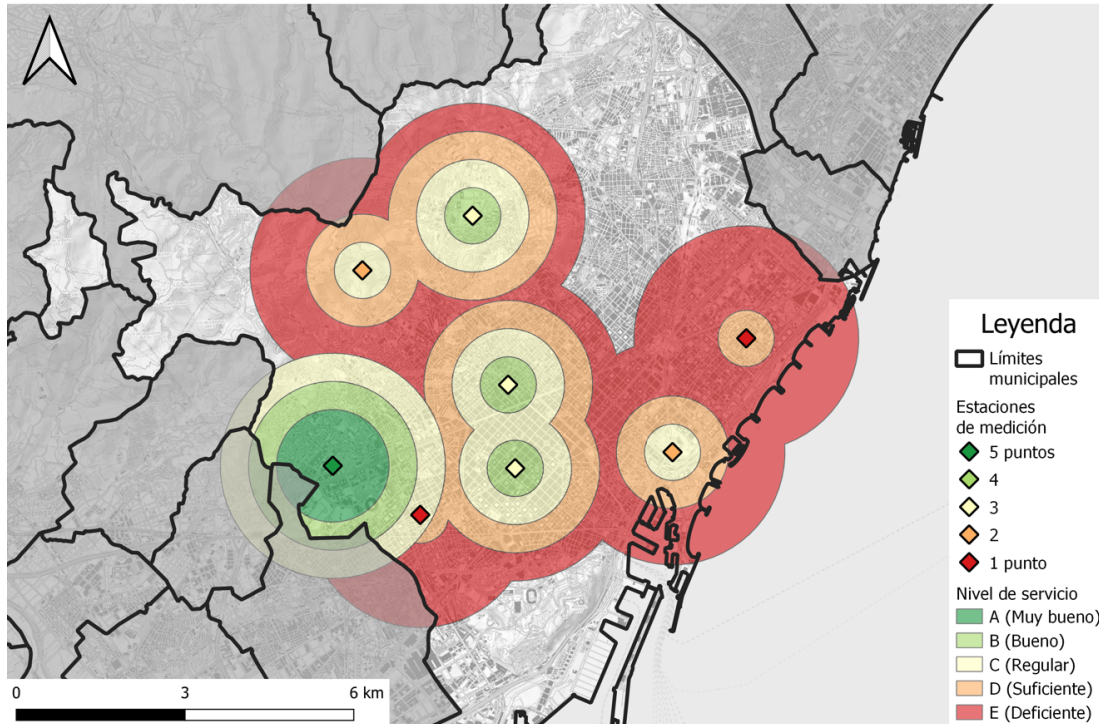 Leyenda
Límites
municipales
Estaciones
de medición
5 puntos
4
3
2
1 punto
Nivel de servicio
A (Muy bueno)
B (Bueno)
C (Regular)
D (Suficiente)
E (Deficiente)
0 3 6 km